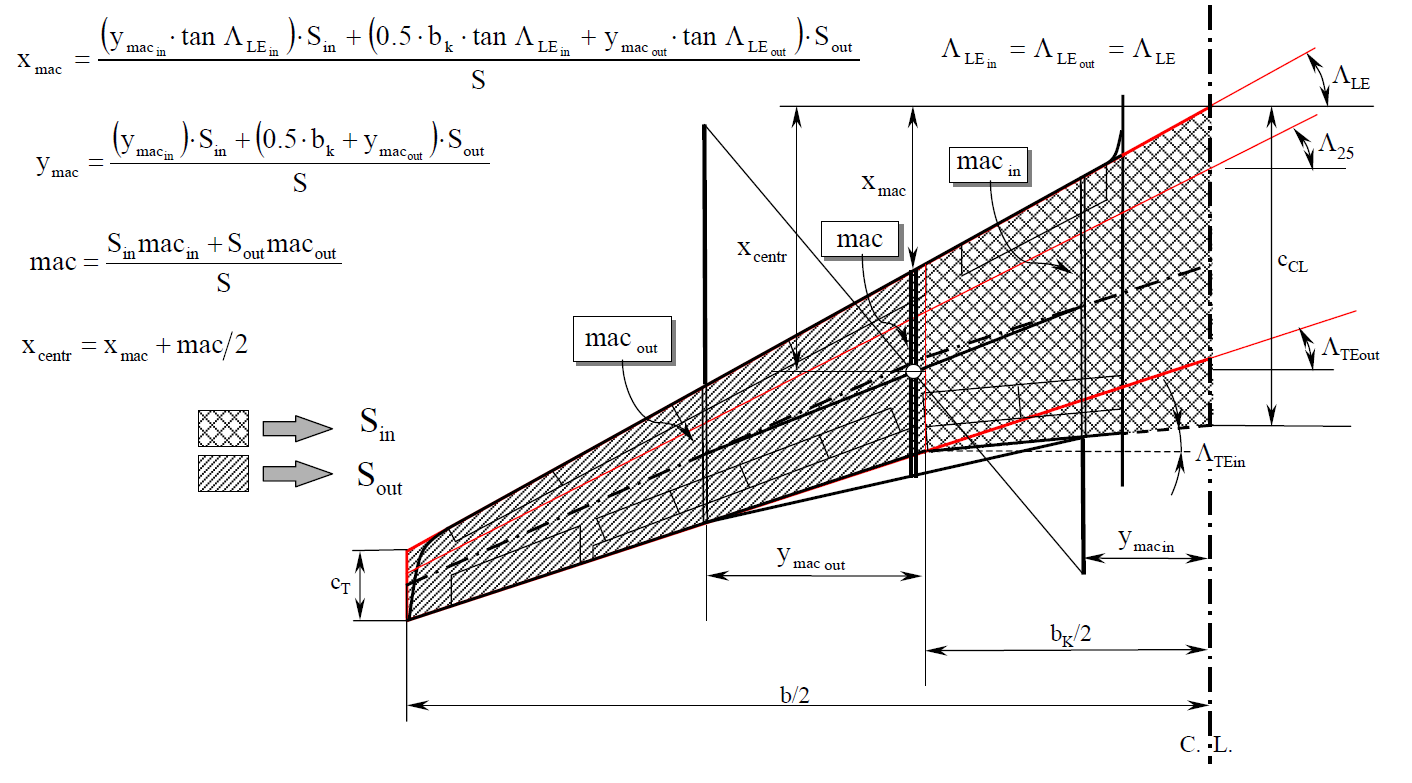 x_mac = ((y_mac_in · tan Λ_LE_in) · S_in + (0.5 · b_k · tan Λ_LE_in + y_mac_out · tan Λ_LE_out) · S_out) / S
Λ_LE_in = Λ_LE_out = Λ_LE
Λ_LE
y_mac = ((y_mac_in) · S_in + (0.5 · b_k + y_mac_out) · S_out) / S
Λ_25
mac_in
x_mac
mac
x_centr
c_CL
mac = (S_in mac_in + S_out mac_out) / S
x_centr = x_mac + mac/2
mac_out
Λ_TEout
S_in
S_out
Λ_TEin
y_mac_in
y_mac_out
c_T
b_K/2
b/2
C. L.